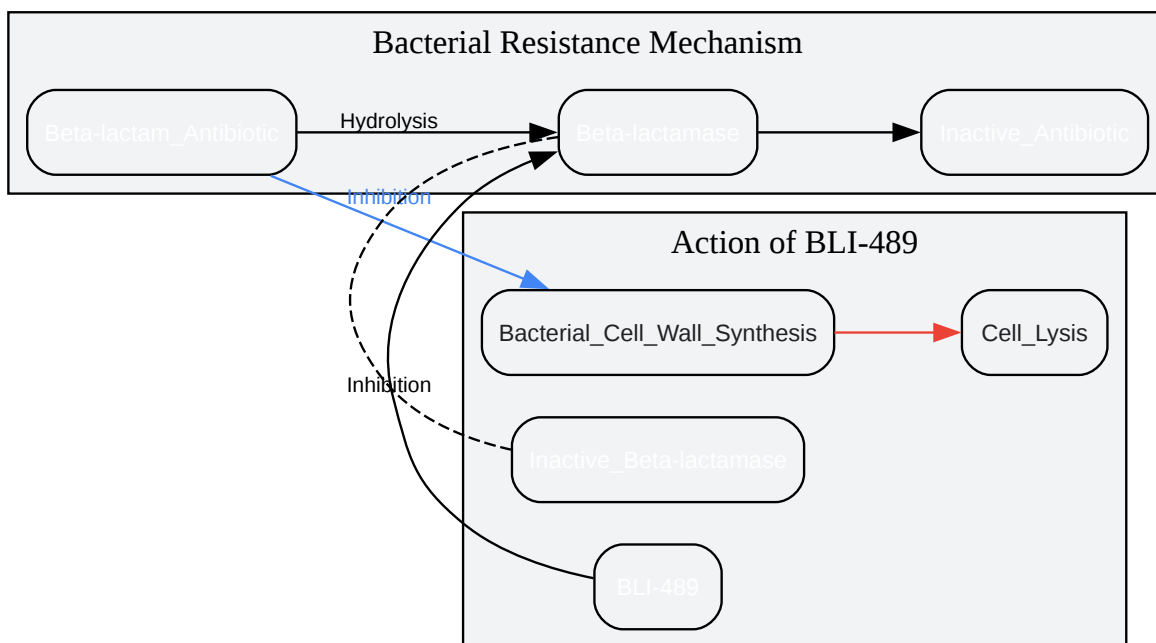 Bacterial Resistance Mechanism
Beta-lactam_Antibiotic
Hydrolysis
Beta-lactamase
Inactive_Antibiotic
Inhibition
Action of BLI-489
Bacterial_Cell_Wall_Synthesis
Cell_Lysis
Inhibition
Inactive_Beta-lactamase
BLI-489